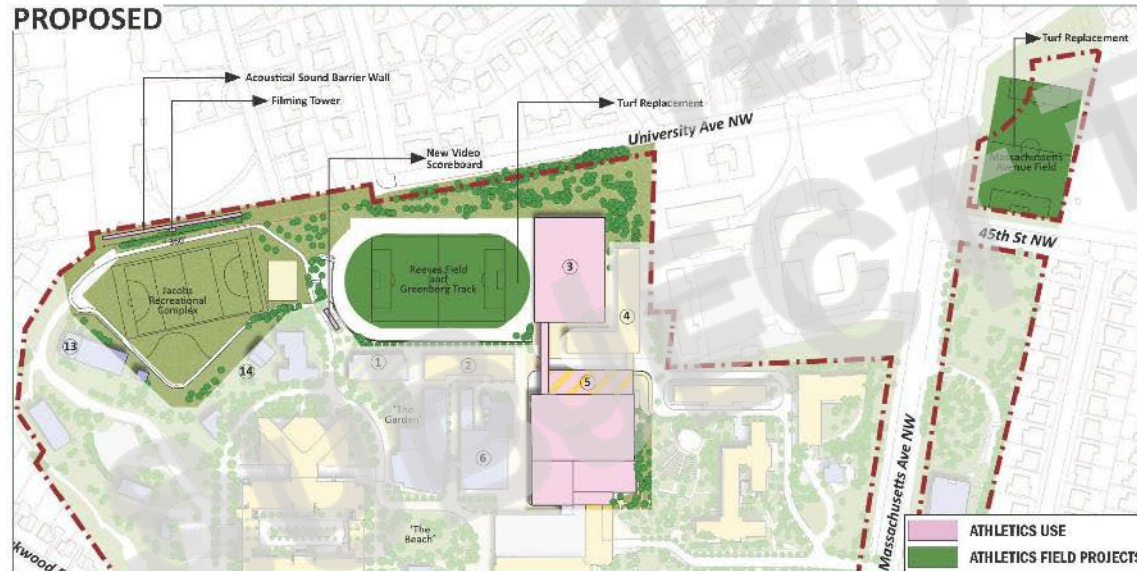 PROPOSED
Turf Replacement
Acoustical Sound Barrier Wall
Filming Tower
Turf Replacement
University Ave NW
New Video
Scoreboard
Massachusetts
Avenue Field
45th St NW
360'
Reeves Field
and
Greenberg Track
3
Jacobs
Recreational
Complex
4
13
14
1
2
5
'The
Garden'
6
Massachusetts Ave NW
'The
Beach'
ATHLETICS USE
ATHLETICS FIELD PROJECTS